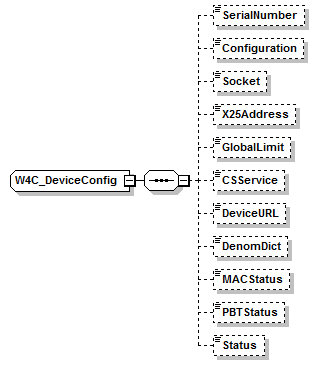 SerialNumber
Configuration
Socket
X25Address
GlobalLimit
W4C_DeviceConfig
CSService
DeviceURL
DenomDict
MACStatus
PBTStatus
Status